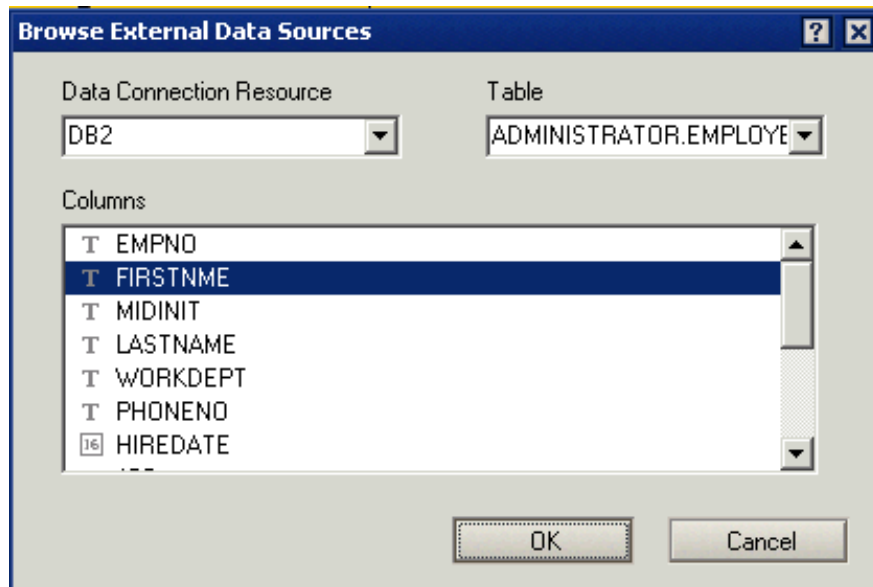 Browse External Data Sources
Data Connection Resource Table
DB2 ADMINISTRATOR.EMPLOYE
Columns
T EMPNO
T FIRSTNME
T MIDINIT
T LASTNAME
T WORKDEPT
T PHONENO
16 HIREDATE
OK Cancel